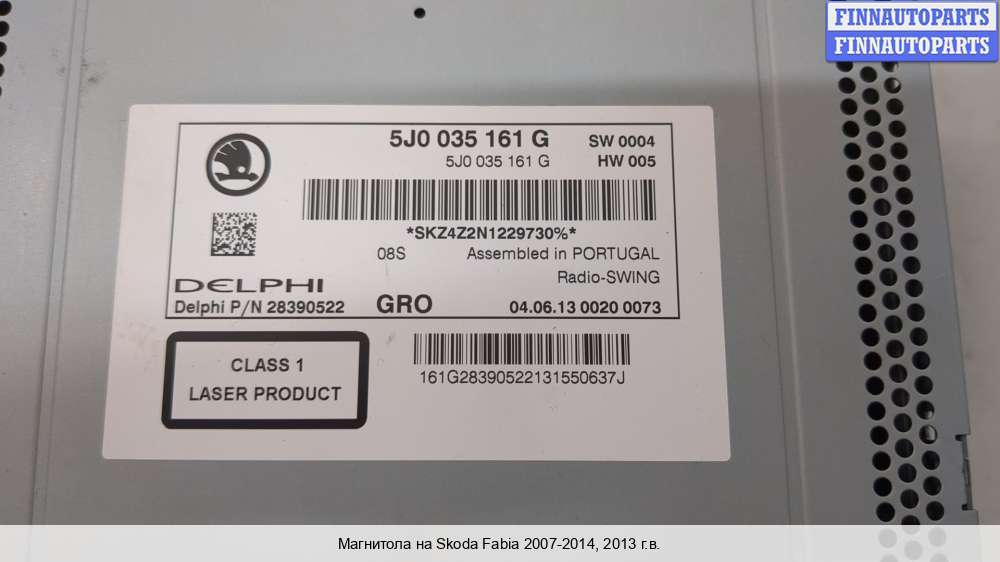 FINNAUTOPARTS
FINNAUTOPARTS
5J0 035 161 G SW 0004
5J0 035 161 G HW 005
*SKZ4Z2N1229730%*
08S Assembled in PORTUGAL
Radio-SWING
DELPHI
Delphi P/N 28390522 GRO 04.06.13 0020 0073
CLASS 1
LASER PRODUCT
161G28390522131550637J
Магнитола на Skoda Fabia 2007-2014, 2013 г.в.